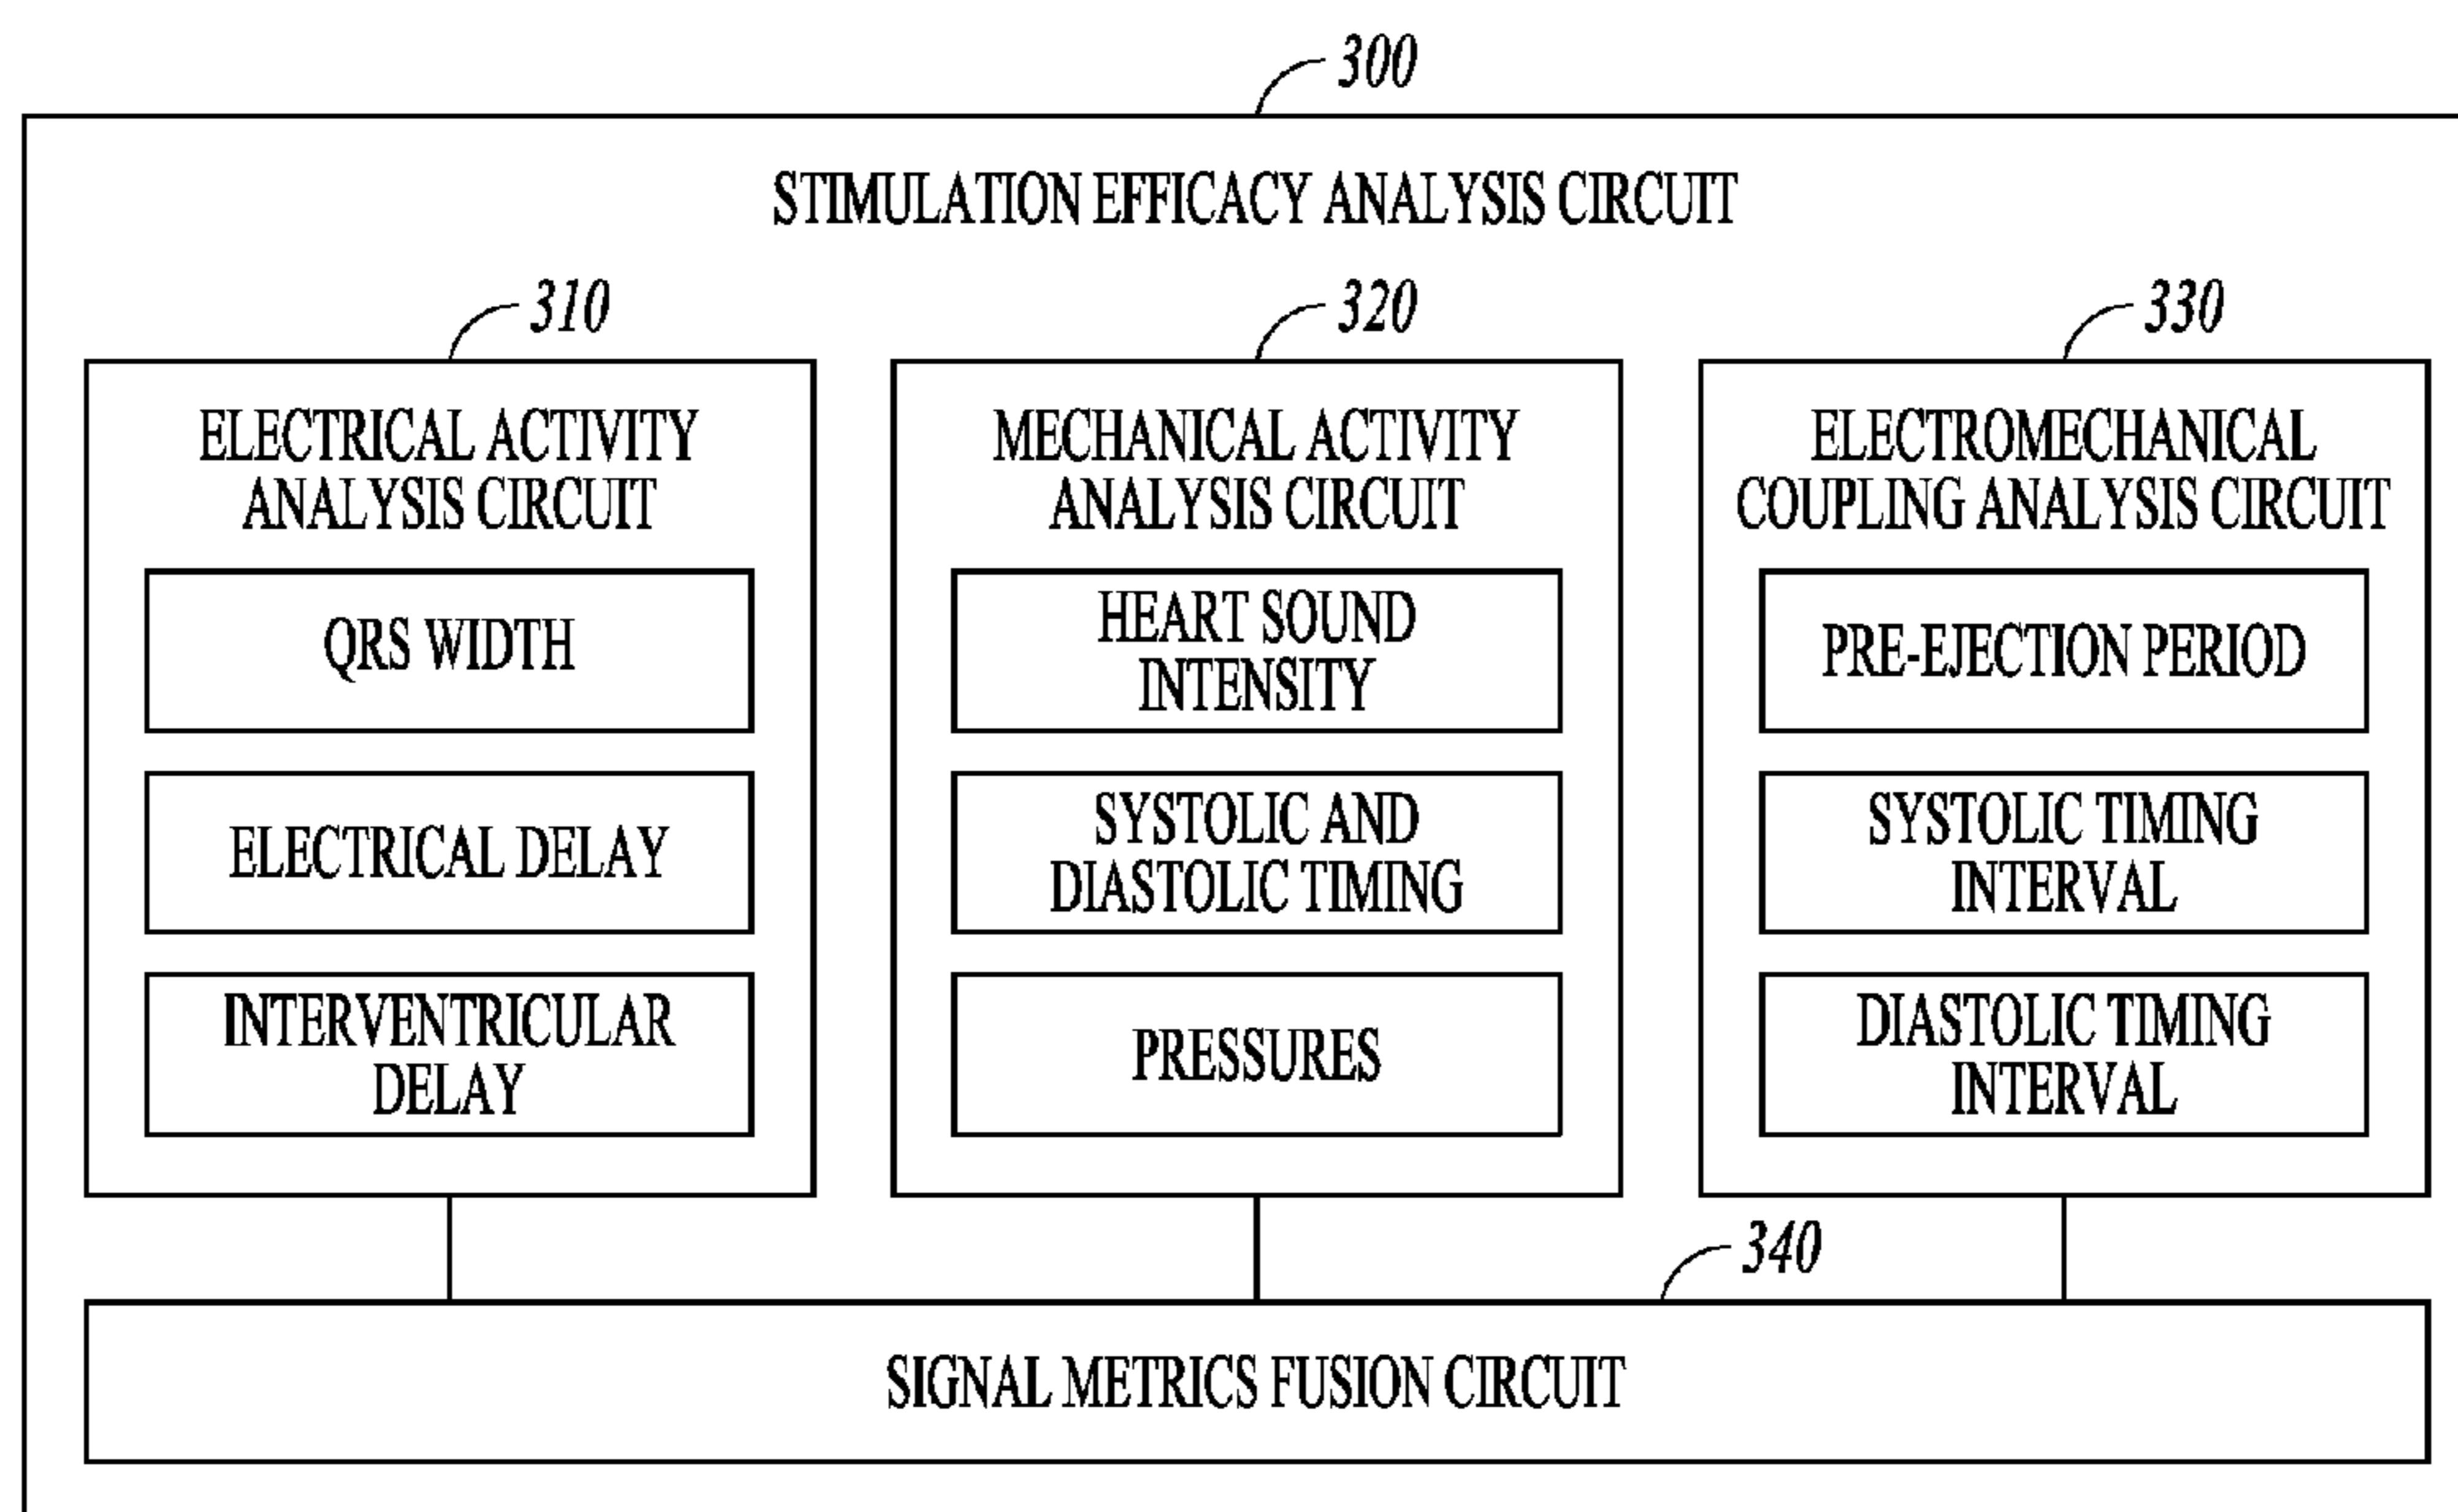 300
STIMULATION EFFICACY ANALYSIS CIRCUIT
310
ELECTRICAL ACTIVITY
ANALYSIS CIRCUIT
QRS WIDTH
ELECTRICAL DELAY
INTERVENTRICULAR
DELAY
320
MECHANICAL ACTIVITY
ANALYSIS CIRCUIT
HEART SOUND
INTENSITY
SYSTOLIC AND
DIASTOLIC TIMING
PRESSURES
330
ELECTROMECHANICAL
COUPLING ANALYSIS CIRCUIT
PRE-EJECTION PERIOD
SYSTOLIC TIMING
INTERVAL
DIASTOLIC TIMING
INTERVAL
340
SIGNAL METRICS FUSION CIRCUIT